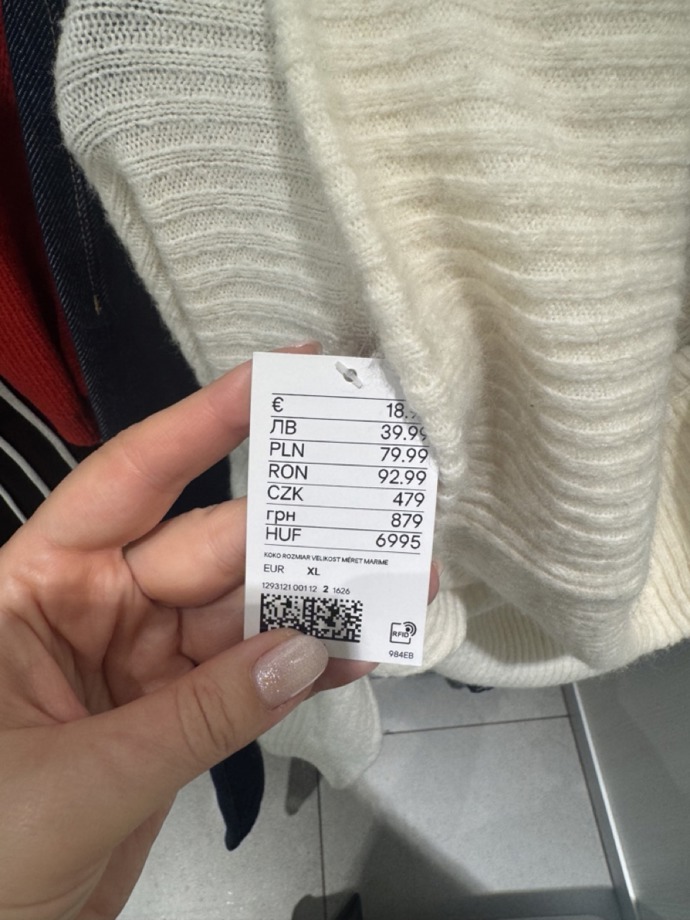 € 18.
ЛВ 39.99
PLN 79.99
RON 92.99
CZK 479
грн 879
HUF 6995
KOKO ROZMIAR VELIKOST MÉRET MARIME
EUR XL
1293121 001 12 2 1626
RFID
984EB